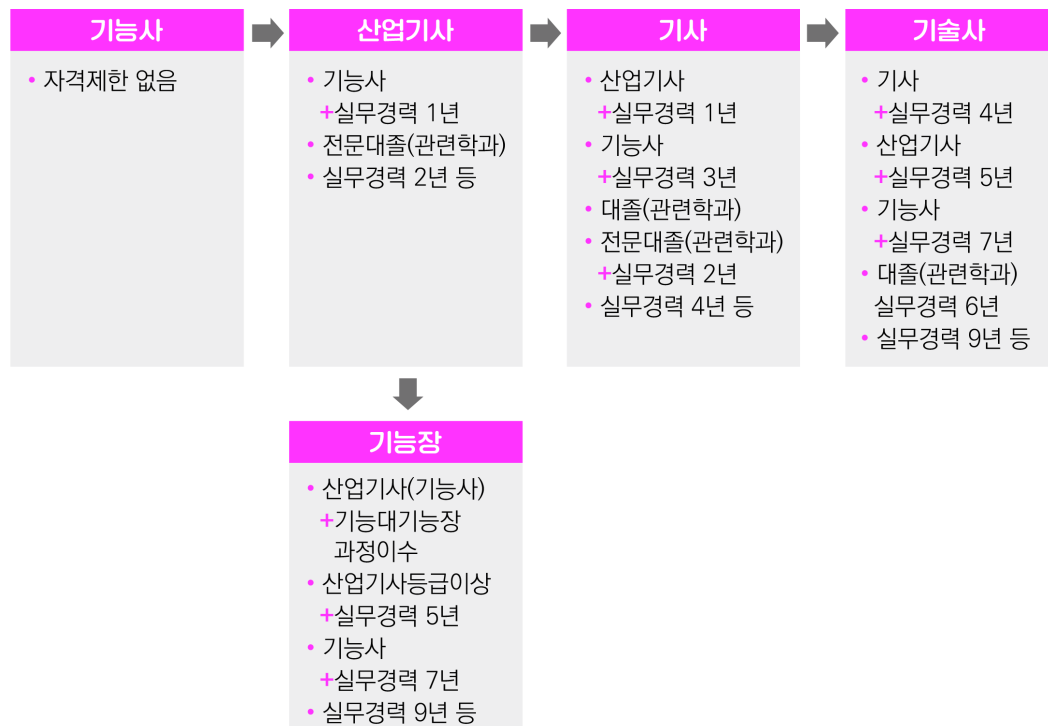 기능사
• 자격제한 없음
산업기사
• 기능사
+실무경력 1년
• 전문대졸(관련학과)
• 실무경력 2년 등
기사
• 산업기사
+실무경력 1년
• 기능사
+실무경력 3년
• 대졸(관련학과)
• 전문대졸(관련학과)
+실무경력 2년
• 실무경력 4년 등
기술사
• 기사
+실무경력 4년
• 산업기사
+실무경력 5년
• 기능사
+실무경력 7년
• 대졸(관련학과)
실무경력 6년
• 실무경력 9년 등
기능장
• 산업기사(기능사)
+기능대기능장
과정이수
• 산업기사등급이상
+실무경력 5년
• 기능사
+실무경력 7년
• 실무경력 9년 등